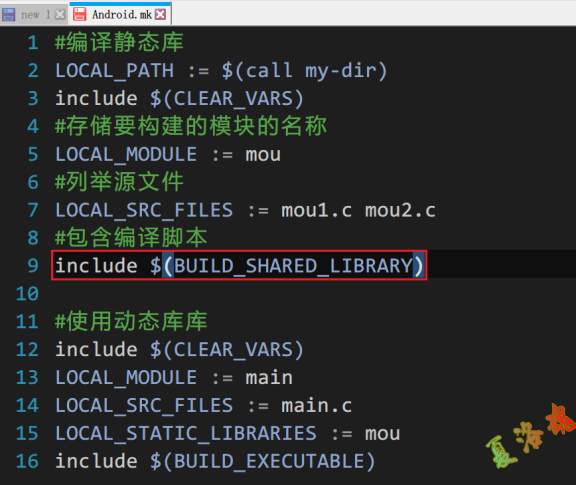 new 1 Android.mk
1 #编译静态库
2 LOCAL_PATH := $(call my-dir)
3 include $(CLEAR_VARS)
4 #存储要构建的模块的名称
5 LOCAL_MODULE := mou
6 #列举源文件
7 LOCAL_SRC_FILES := mou1.c mou2.c
8 #包含编译脚本
9 include $(BUILD_SHARED_LIBRARY)
10
11 #使用动态库库
12 include $(CLEAR_VARS)
13 LOCAL_MODULE := main
14 LOCAL_SRC_FILES := main.c
15 LOCAL_STATIC_LIBRARIES := mou
16 include $(BUILD_EXECUTABLE)